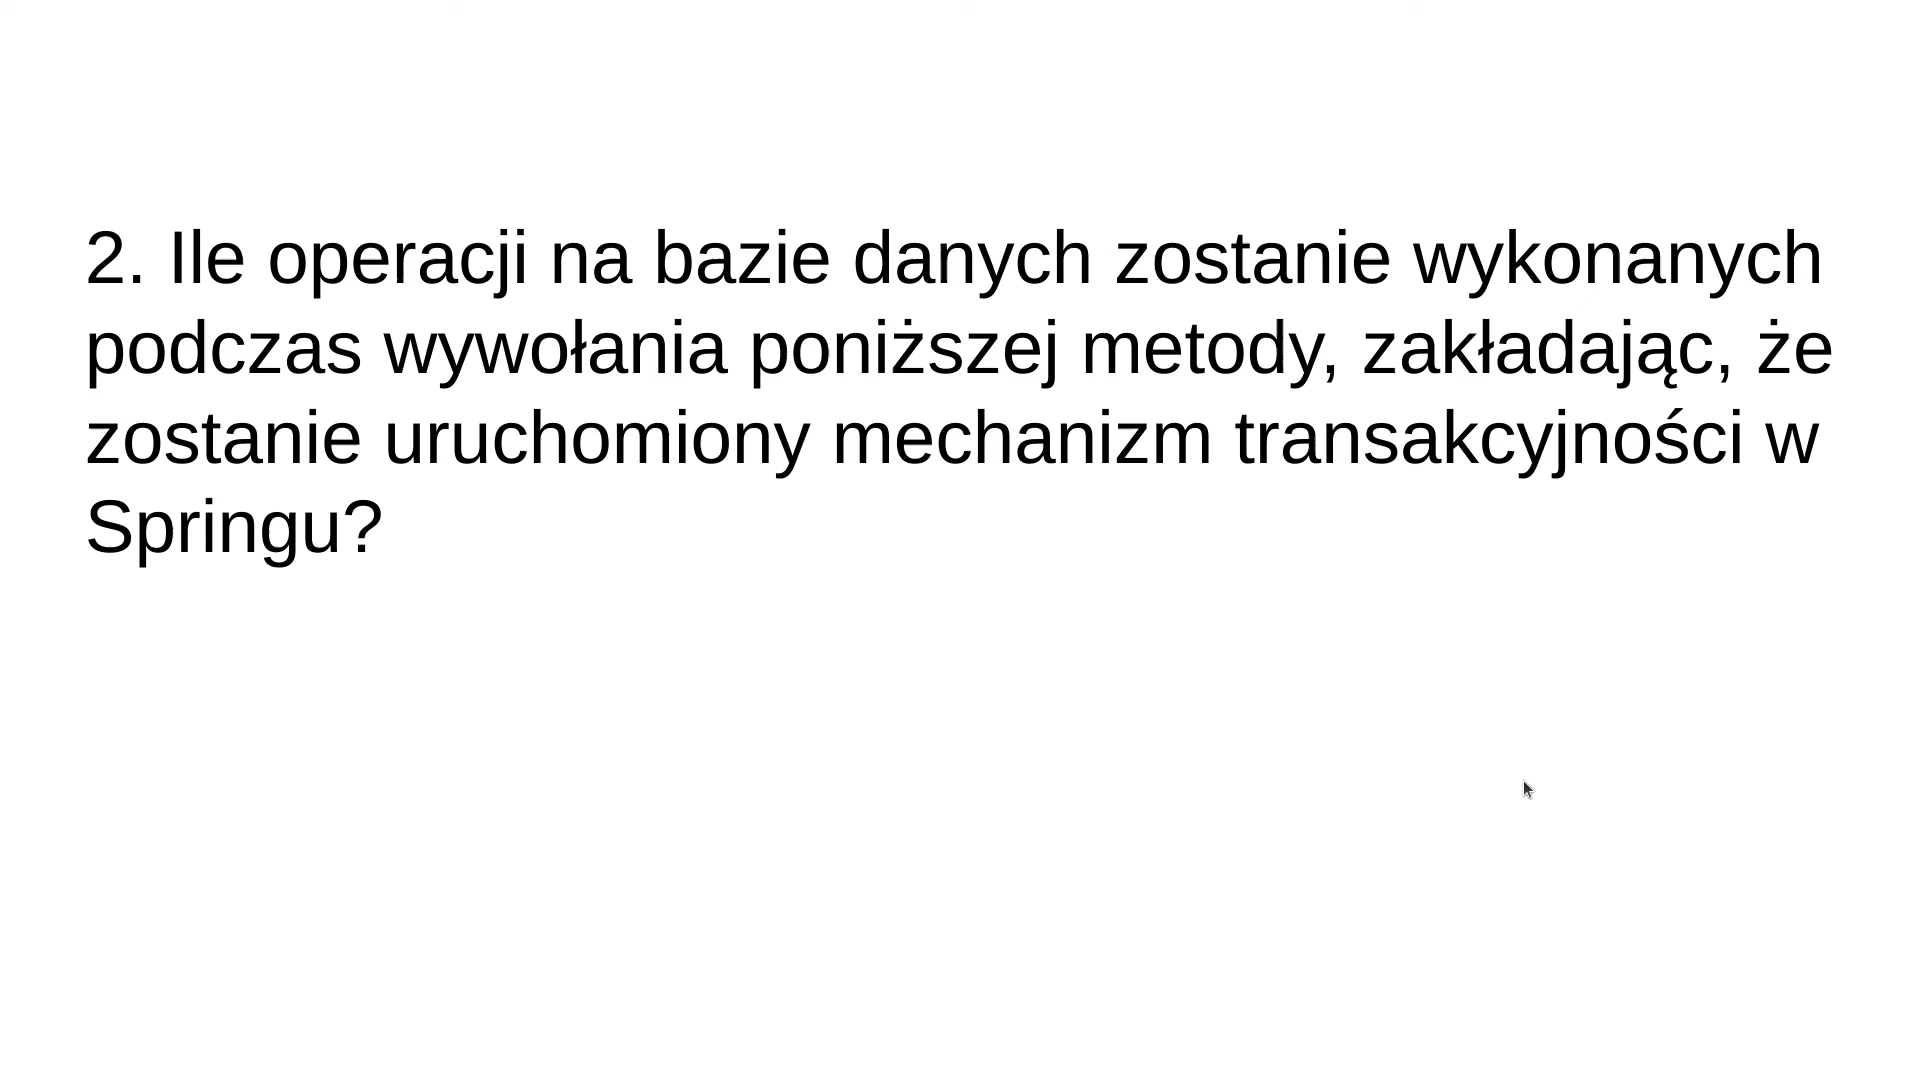 2. Ile operacji na bazie danych zostanie wykonanych
podczas wywołania poniższej metody, zakładając, że
zostanie uruchomiony mechanizm transakcyjności w
Springu?